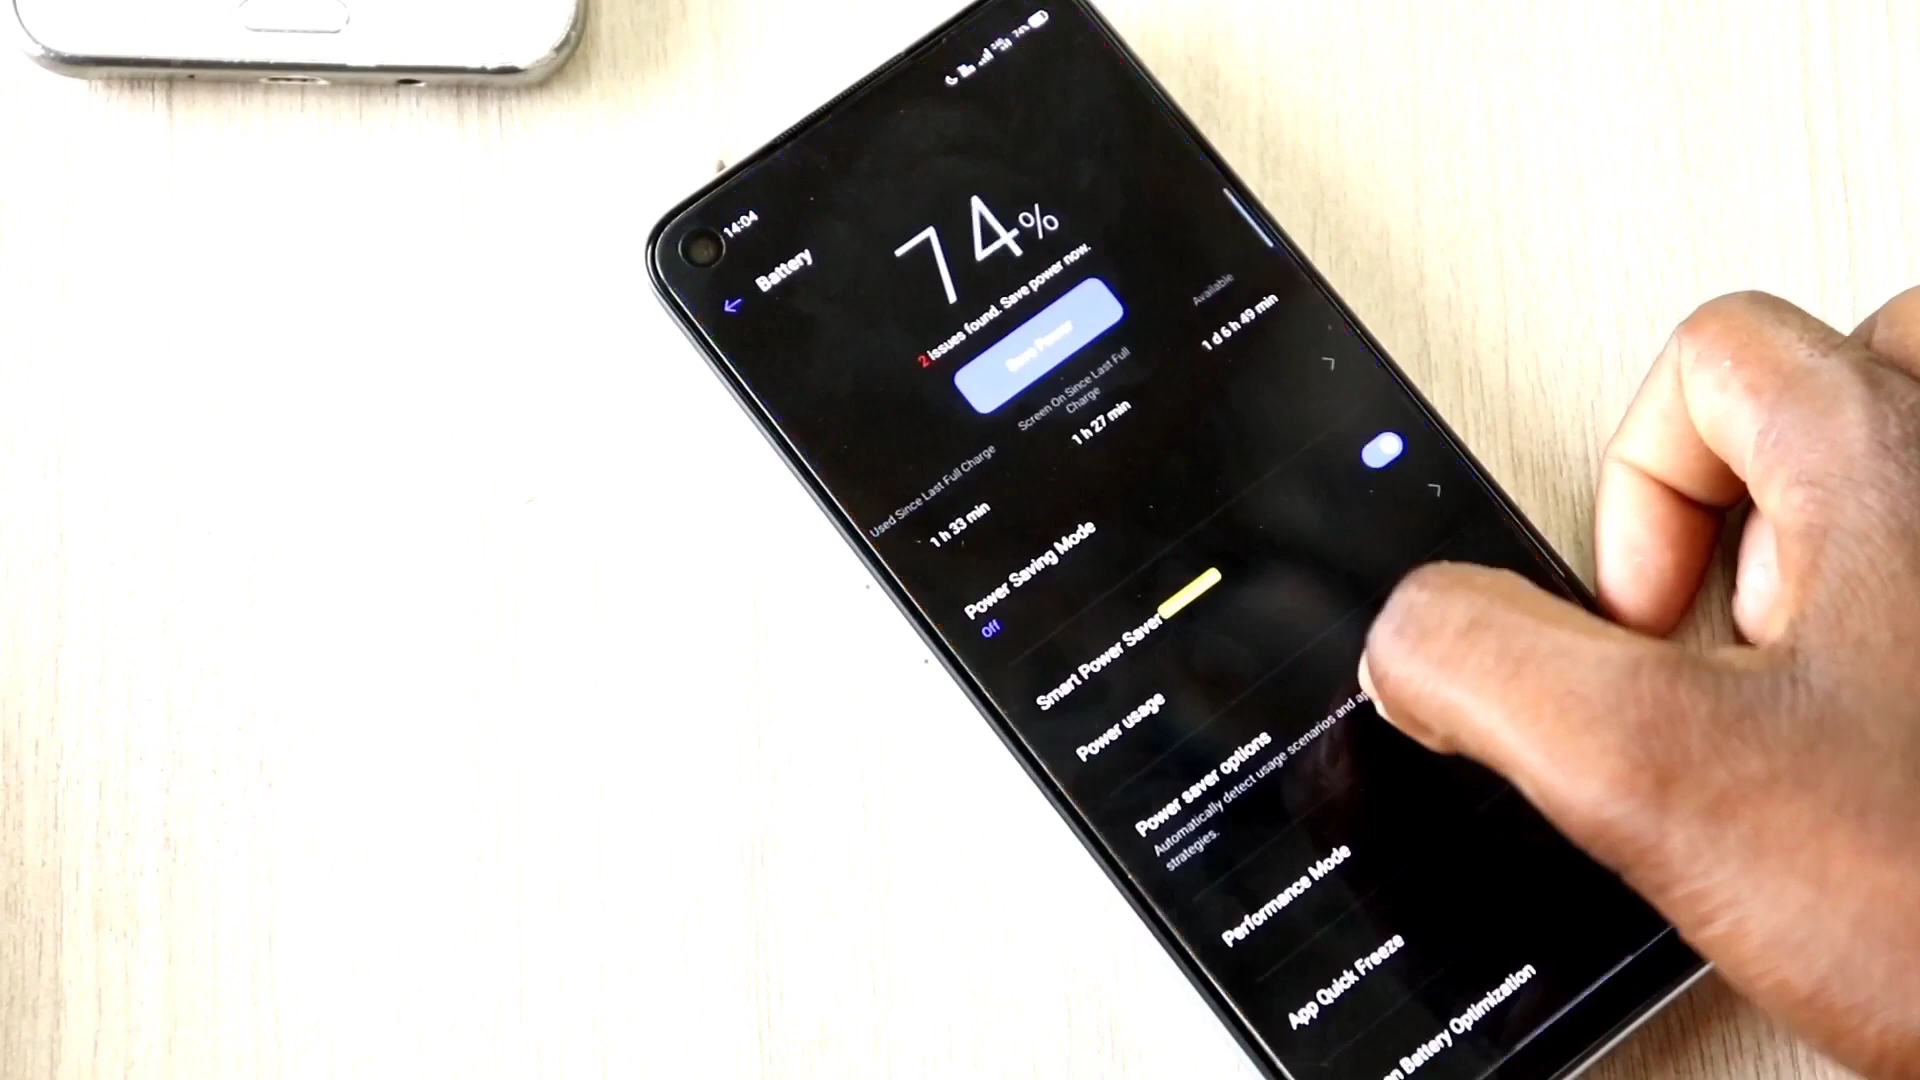 14:04
74%
Battery
74%
2 issues found. Save power now.
Save Power
Used Since Last Full Charge
1 h 33 min
Screen On Since Last Full
Charge
1 h 27 min
Available
1 d 6 h 49 min
Power Saving Mode
Off
Smart Power Saver
Power usage
Power saver options
Automatically detect usage scenarios and
strategies.
Performance Mode
App Quick Freeze
Battery Optimization